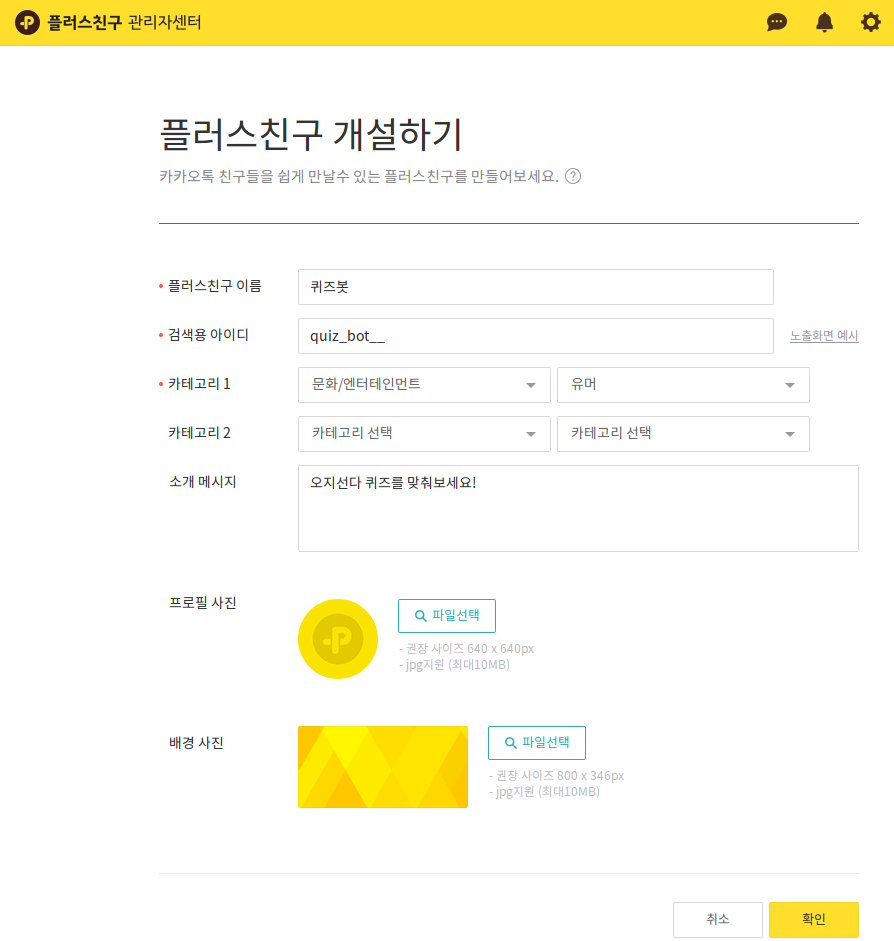 플러스친구 관리자센터
플러스친구 개설하기
카카오톡 친구들을 쉽게 만날수 있는 플러스친구를 만들어보세요. ?
• 플러스친구 이름 퀴즈봇
• 검색용 아이디 quiz_bot__ 노출화면 예시
• 카테고리 1 문화/엔터테인먼트 유머
카테고리 2 카테고리 선택 카테고리 선택
소개 메시지 오지선다 퀴즈를 맞춰보세요!
프로필 사진 파일선택
- 권장 사이즈 640 x 640px
- jpg지원 (최대10MB)
배경 사진 파일선택
- 권장 사이즈 800 x 346px
- jpg지원 (최대10MB)
취소 확인